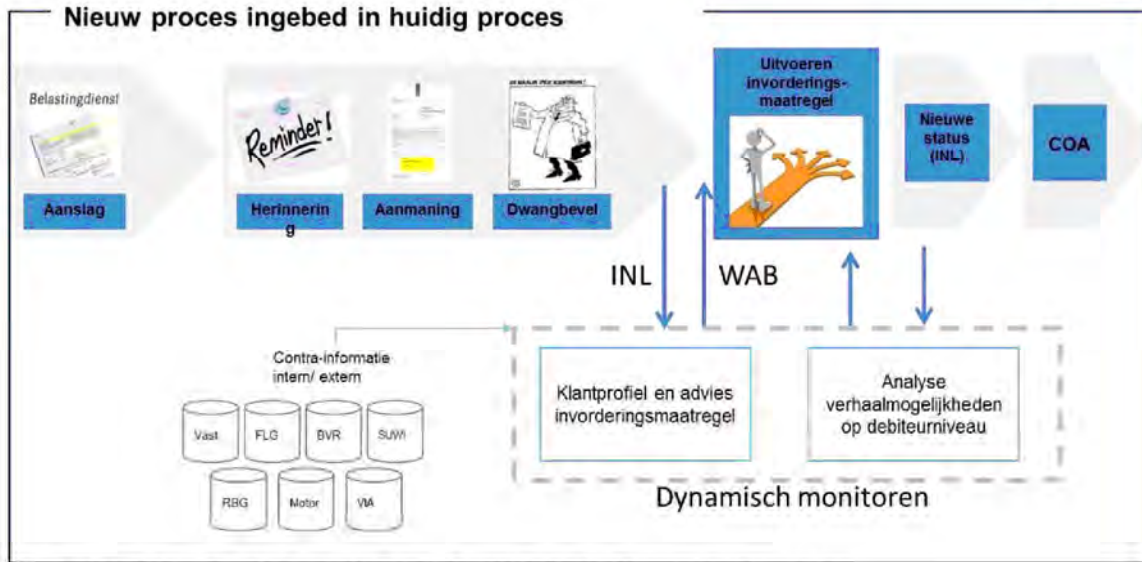 Nieuw proces ingebed in huidig proces
Belastingdienst
Aanslag
Reminder!
Herinnerin
g
Aanmaning
Dwangbevel
Uitvoeren
invorderings-
maatregel
Nieuwe
status
(INL)
COA
INL
WAB
Contra-informatie
intern/ extern
Vast
FLG
BVR
SUWI
RBG
Motor
VIA
Klantprofiel en advies
invorderingsmaatregel
Analyse
verhaalmogelijkheden
op debiteurniveau
Dynamisch monitoren